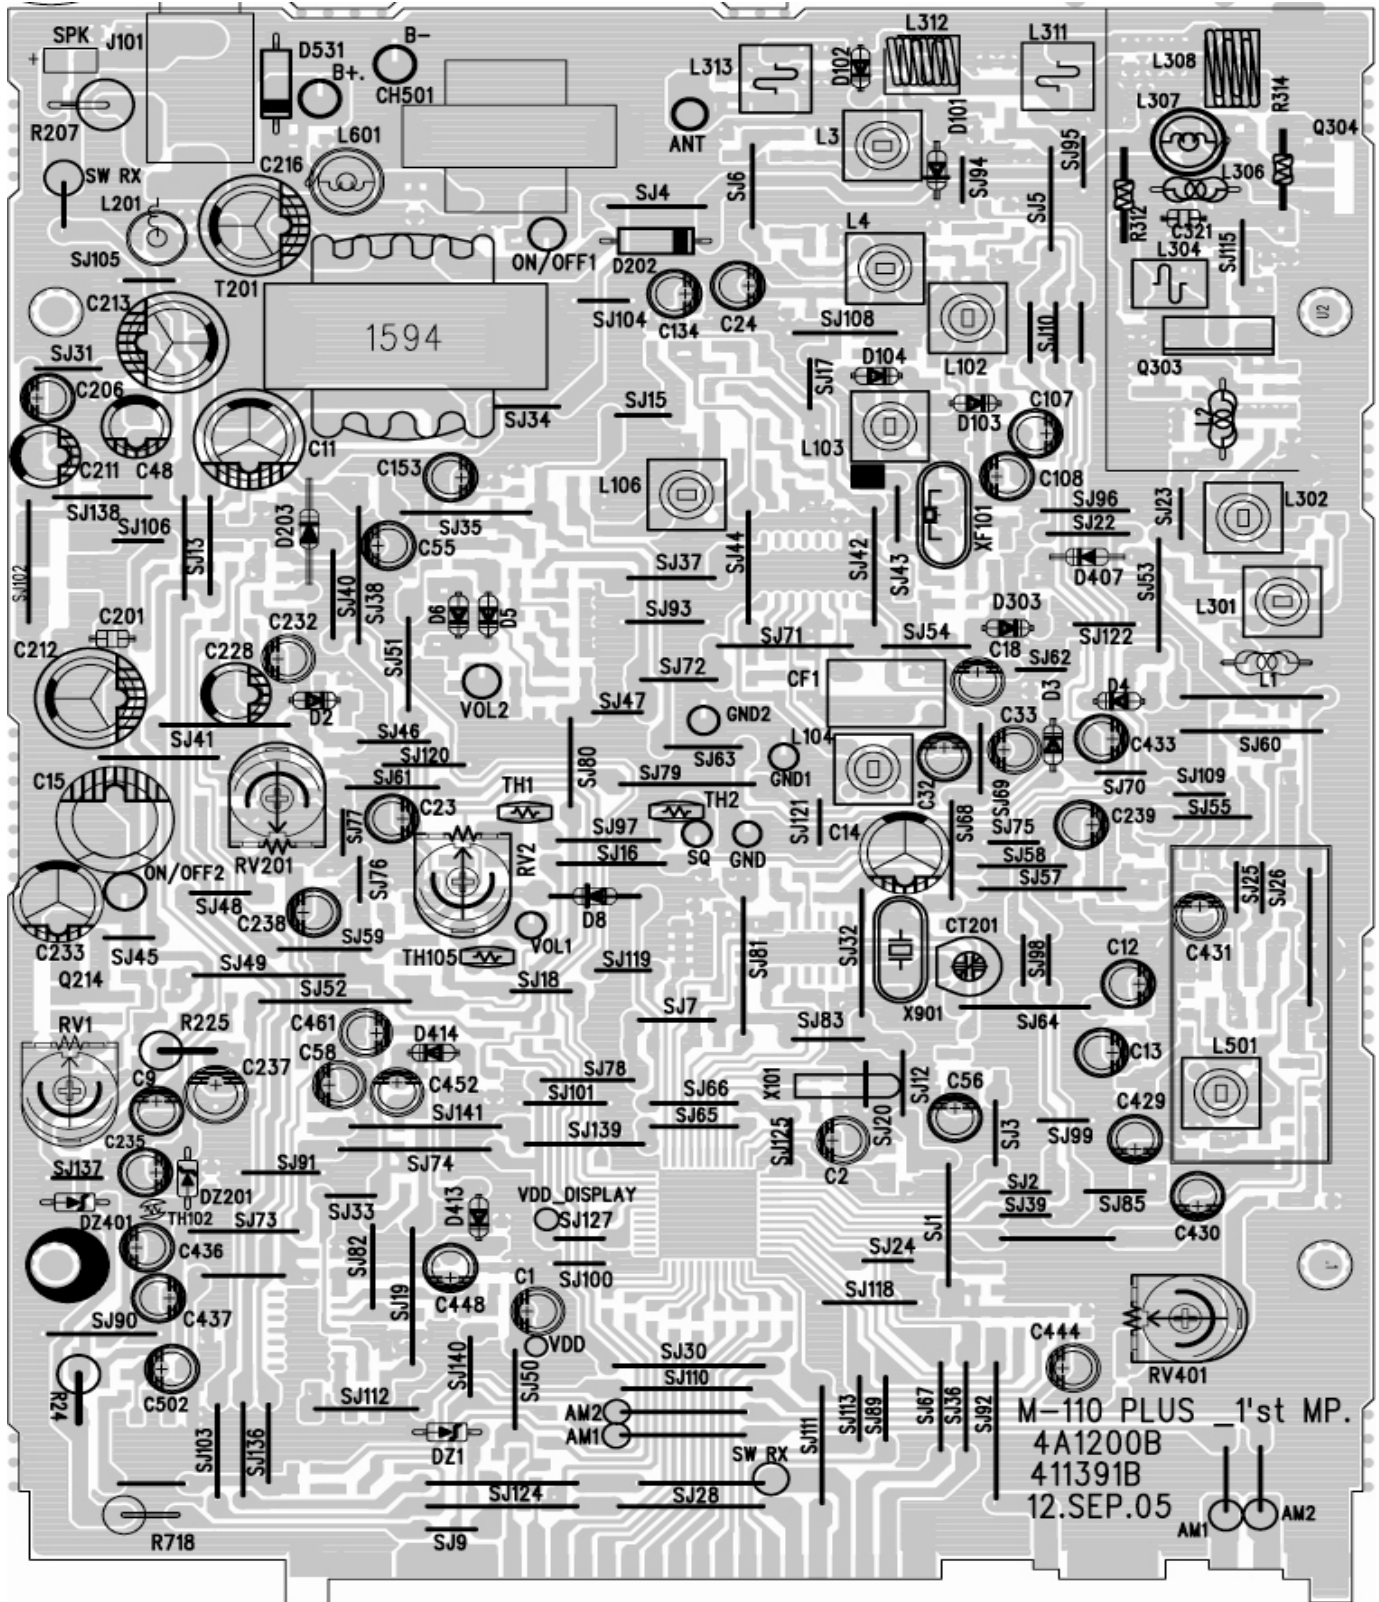 SPK
+
J101
D531
B-
B+.
CH501
R207
L601
C216
SW RX
L201
SJ105
L313
D102
L312
L311
L308
R314
L307
Q304
ANT
L3
D101
SJ94
SJ95
SJ6
SJ5
L306
R312
C321
L304
SJ115
SJ4
L4
ON/OFF1
D202
T201
C213
1594
SJ104
C134
C24
SJ108
L102
SJ10
U2
Q303
SJ31
C206
SJ17
D104
SJ15
SJ34
D103
C107
L2
C211
C48
C11
C153
L103
C108
L106
SJ138
SJ106
SJ13
D203
SJ35
C55
SJ96
SJ23
L302
SJ22
XF101
SJ102
SJ40
SJ38
SJ37
SJ44
SJ42
SJ43
D407
SJ53
L301
C201
C232
D6
D5
SJ93
D303
C212
C228
SJ51
SJ71
SJ54
SJ122
C18
SJ62
L1
D2
VOL2
SJ72
CF1
D3
D4
SJ47
GND2
SJ41
SJ46
L104
C33
C433
SJ60
SJ120
SJ80
SJ63
C15
SJ61
SJ79
GND1
C32
SJ69
SJ70
SJ109
TH1
TH2
SJ55
C23
SJ77
SJ121
C14
SJ68
SJ75
C239
RV201
RV2
SJ97
SQ
GND
SJ16
SJ58
SJ57
ON/OFF2
SJ76
SJ48
C238
D8
SJ25
SJ26
C233
SJ45
SJ59
VOL1
SJ81
SJ32
CT201
C431
Q214
SJ49
TH105
SJ119
SJ98
C12
SJ18
SJ52
X901
RV1
R225
C461
SJ7
SJ64
D414
SJ83
C13
C58
L501
C9
C237
C452
SJ78
SJ66
X101
SJ12
C56
SJ101
SJ65
SJ20
SJ3
C429
SJ141
SJ139
SJ125
SJ99
C235
SJ74
C2
SJ137
SJ91
DZ201
DZ401
TH102
SJ33
D413
VDD_DISPLAY
SJ127
SJ2
SJ39
SJ85
C430
SJ73
C436
SJ82
SJ1
SJ24
SJ19
SJ100
C448
C1
SJ118
C437
SJ90
VDD
C444
RV401
SJ140
SJ50
SJ30
R24
C502
SJ110
SJ112
AM2
AM1
SJ113
SJ89
SJ67
SJ36
SJ92
M-110 PLUS _1'st MP.
4A1200B
411391B
12.SEP.05
SJ103
SJ136
DZ1
SJ111
SW RX
SJ124
SJ28
R718
SJ9
AM1
AM2